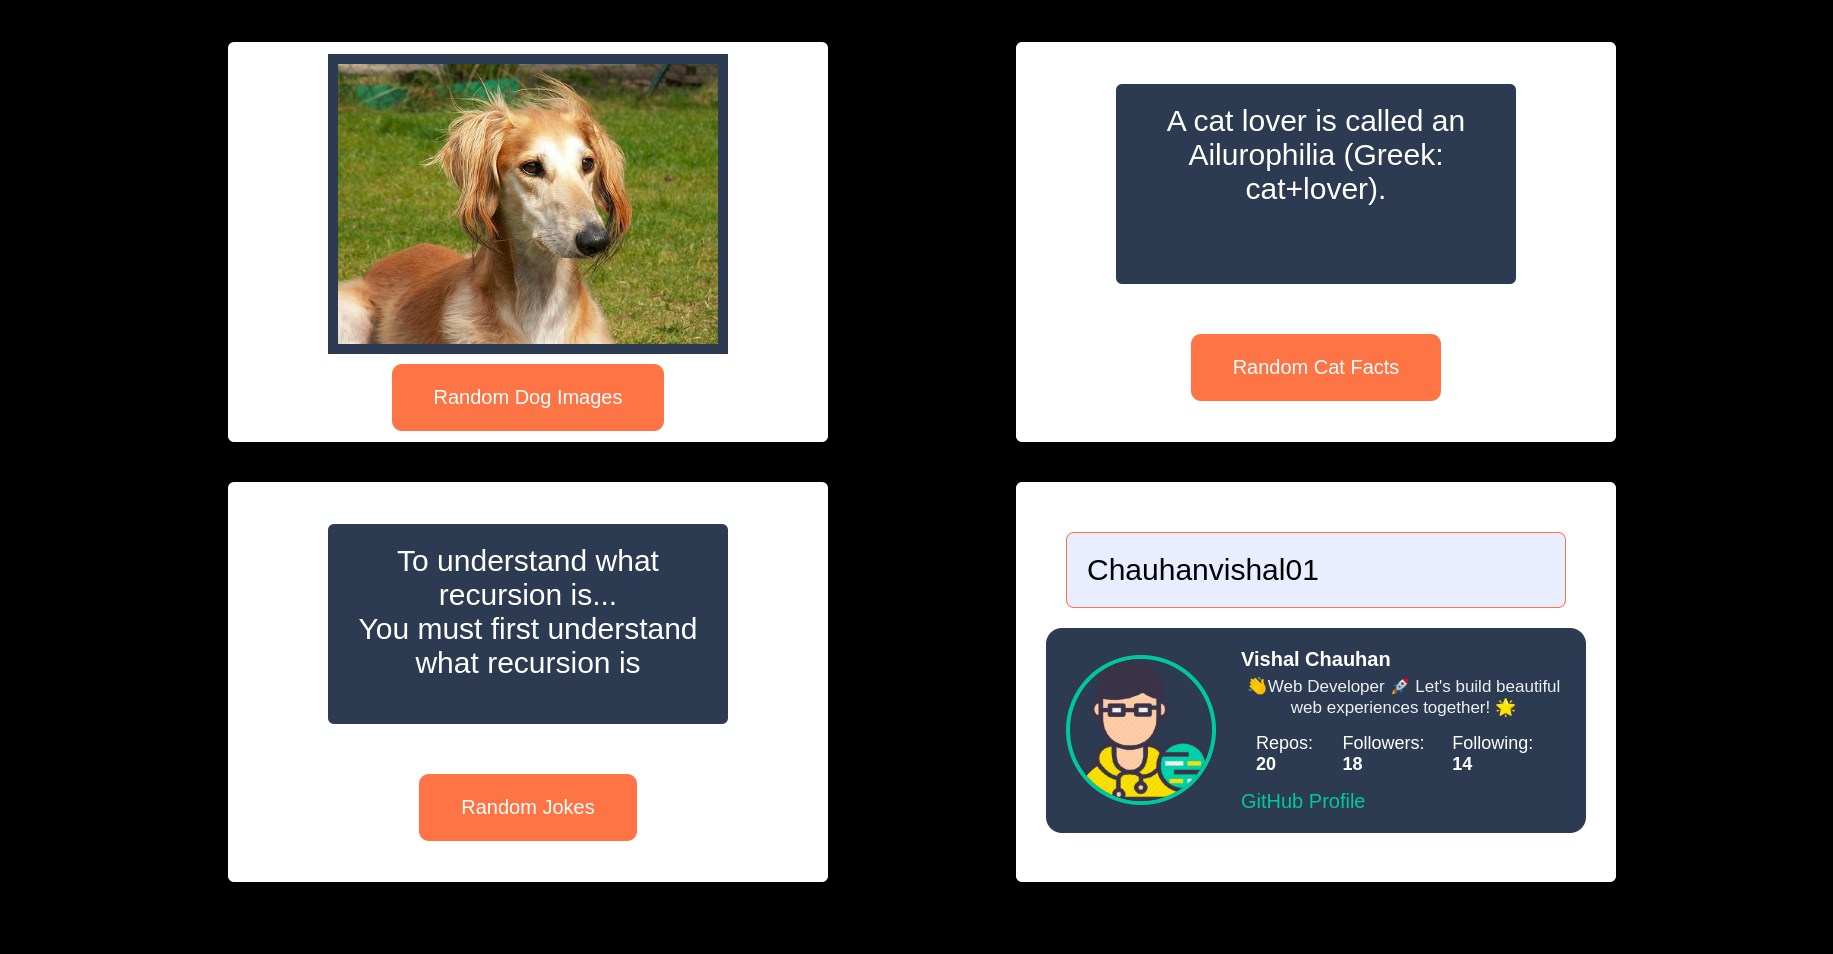 Random Dog Images
A cat lover is called an
Ailurophilia (Greek:
cat+lover).
Random Cat Facts
To understand what
recursion is...
You must first understand
what recursion is
Random Jokes
Chauhanvishal01
Vishal Chauhan
👋Web Developer 🚀 Let's build beautiful
web experiences together! 🌟
Repos: Followers: Following:
20 18 14
GitHub Profile